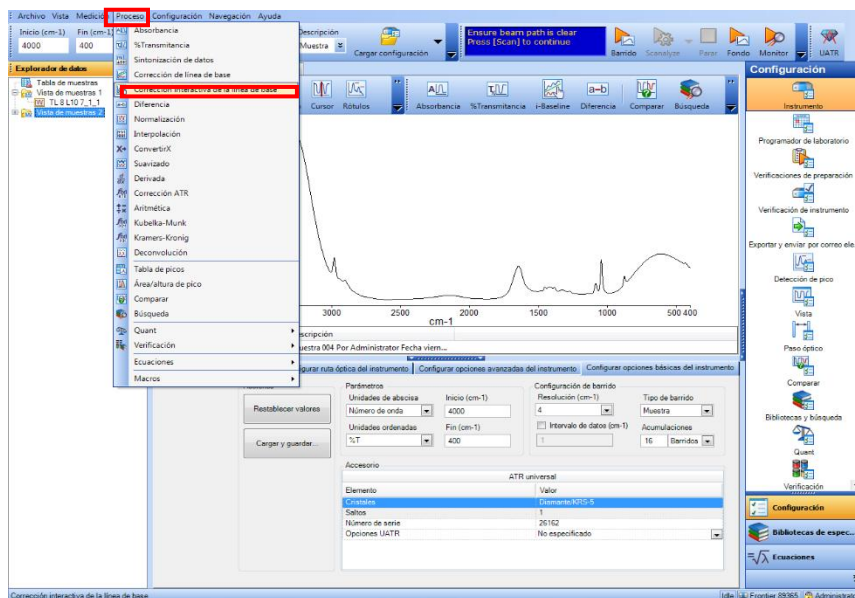 Archivo Vista Medición Proceso Configuración Navegación Ayuda
Inicio (cm-1)
4000
Fin (cm-1)
400
Descripción
Muestra
Cargar configuración
Ensure beam path is clear
Press [Scan] to continue
Barrido
Scanalyze
Parar
Fondo
Monitor
UATR
Explorador de datos
Tabla de muestras
Vista de muestras 1
TL 8 L10 7_1_1
Vista de muestras 2
Absorbancia
%Transmitancia
Sintonización de datos
Corrección de línea de base
Corrección interactiva de la línea de base
Diferencia
Normalización
Interpolación
ConvertirX
Suavizado
Derivada
Corrección ATR
Aritmética
Kubelka-Munk
Kramers-Kronig
Deconvolución
Tabla de picos
Área/altura de pico
Comparar
Búsqueda
Quant
Verificación
Ecuaciones
Macros
Cursor
Rótulos
Absorbancia
%Transmitancia
i-Baseline
Diferencia
Comparar
Búsqueda
3000 2500 2000 1500 1000 500 400
cm-1
uestra 004 Por Administrator Fecha viern...
Configurar opciones avanzadas del instrumento
Configurar opciones básicas del instrumento
Restablecer valores
Cargar y guardar...
Parámetros
Unidades de abscisa
Número de onda
Inicio (cm-1)
4000
Unidades ordenadas
%T
Fin (cm-1)
400
Configuración de barrido
Resolución (cm-1)
4
Tipo de barrido
Muestra
Intervalo de datos (cm-1)
1
Acumulaciones
16 Barridos
Accesorio
ATR universal
Elemento Valor
Cristales Diamante/KRS-5
Saltos 1
Número de serie 26162
Opciones UATR No especificado
Configuración
Instrumento
Programador de laboratorio
Verificaciones de preparación
Verificación de instrumento
Exportar y enviar por correo ele
Detección de pico
Vista
Paso óptico
Comparar
Bibliotecas y búsqueda
Quant
Verificación
Configuración
Bibliotecas de espec...
Ecuaciones
Corrección interactiva de la línea de base
Idle
Frontier 89365
Administrato